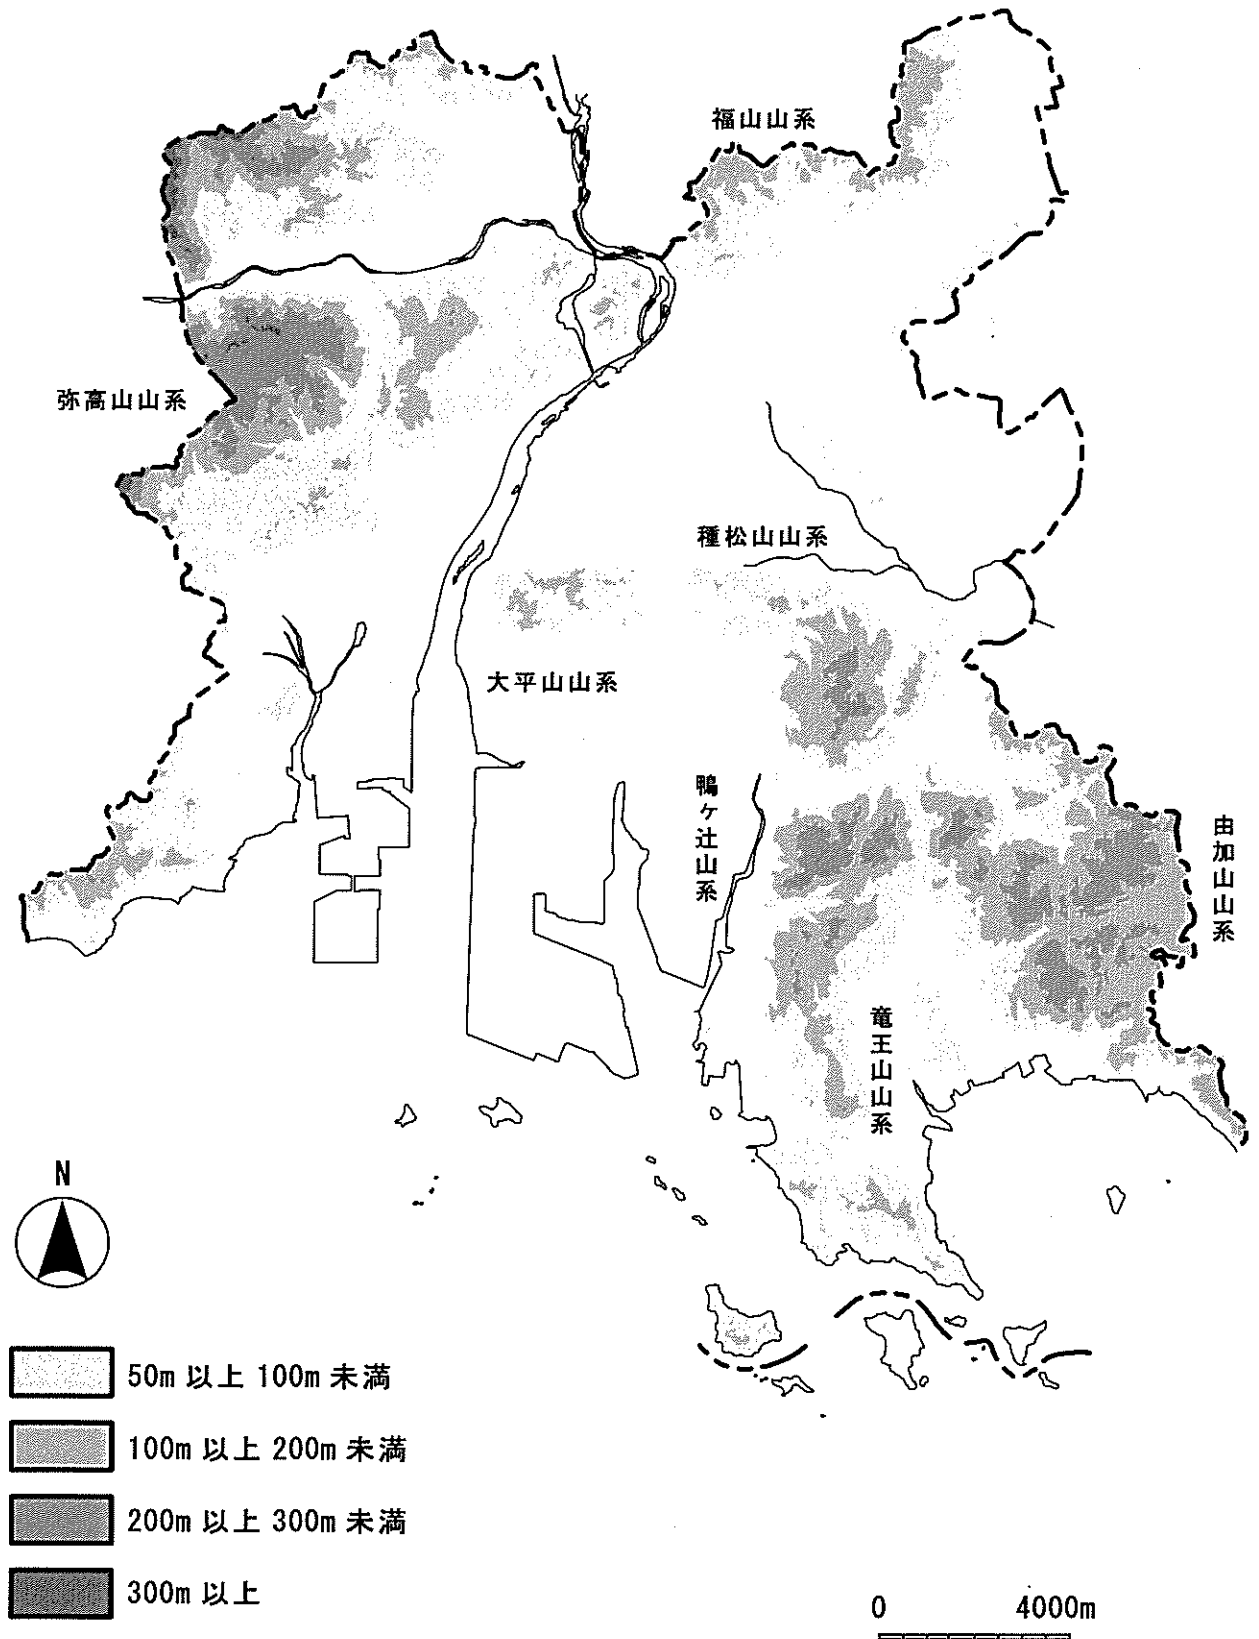 福山山系
弥高山山系
種松山山系
大平山山系
鴨ヶ辻山系
由加山山系
竜王山山系
N
50m 以上 100m 未満
100m 以上 200m 未満
200m 以上 300m 未満
300m 以上
0 4000m